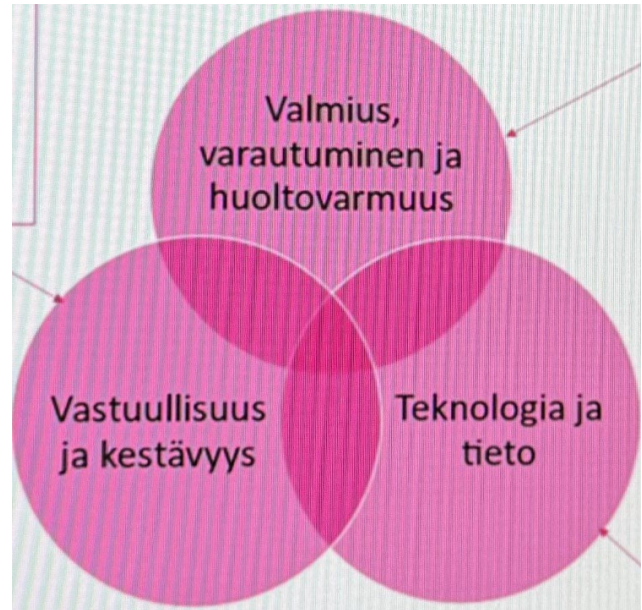 Valmius,
varautuminen ja
huoltovarmuus
Vastuullisuus
ja kestävyys
Teknologia ja
tieto